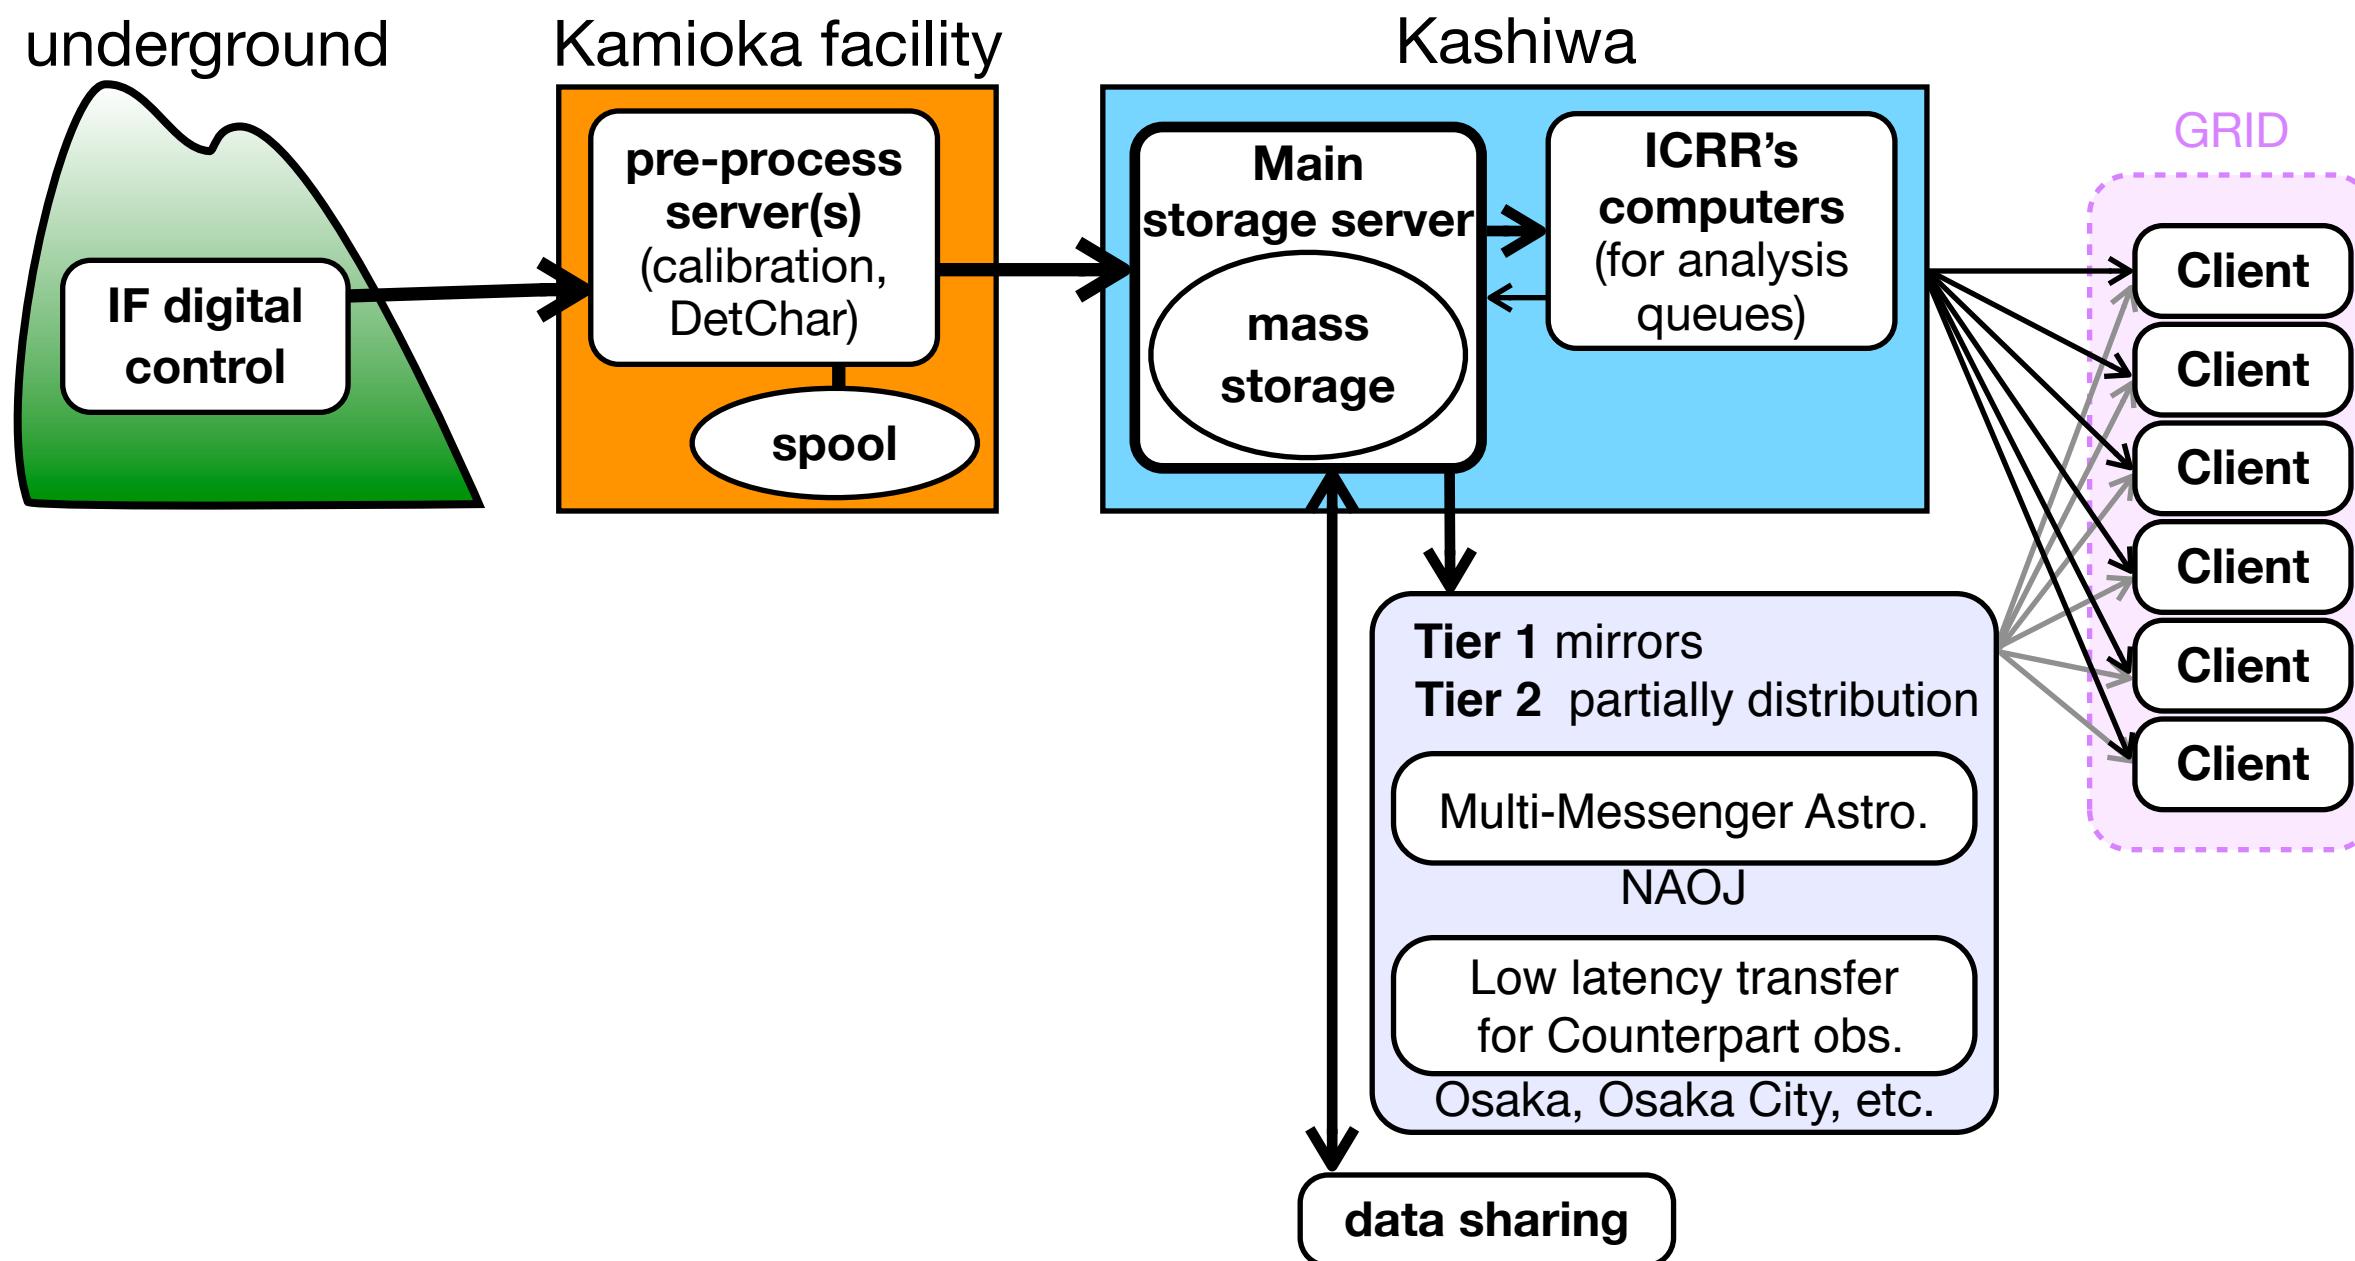 underground
Kamioka facility
Kashiwa
GRID
IF digital
control
pre-process
server(s)
(calibration,
DetChar)
spool
Main
storage server
mass
storage
ICRR’s
computers
(for analysis
queues)
Client
Client
Client
Client
Client
Client
Tier 1 mirrors
Tier 2 partially distribution
Multi-Messenger Astro.
NAOJ
Low latency transfer
for Counterpart obs.
Osaka, Osaka City, etc.
data sharing